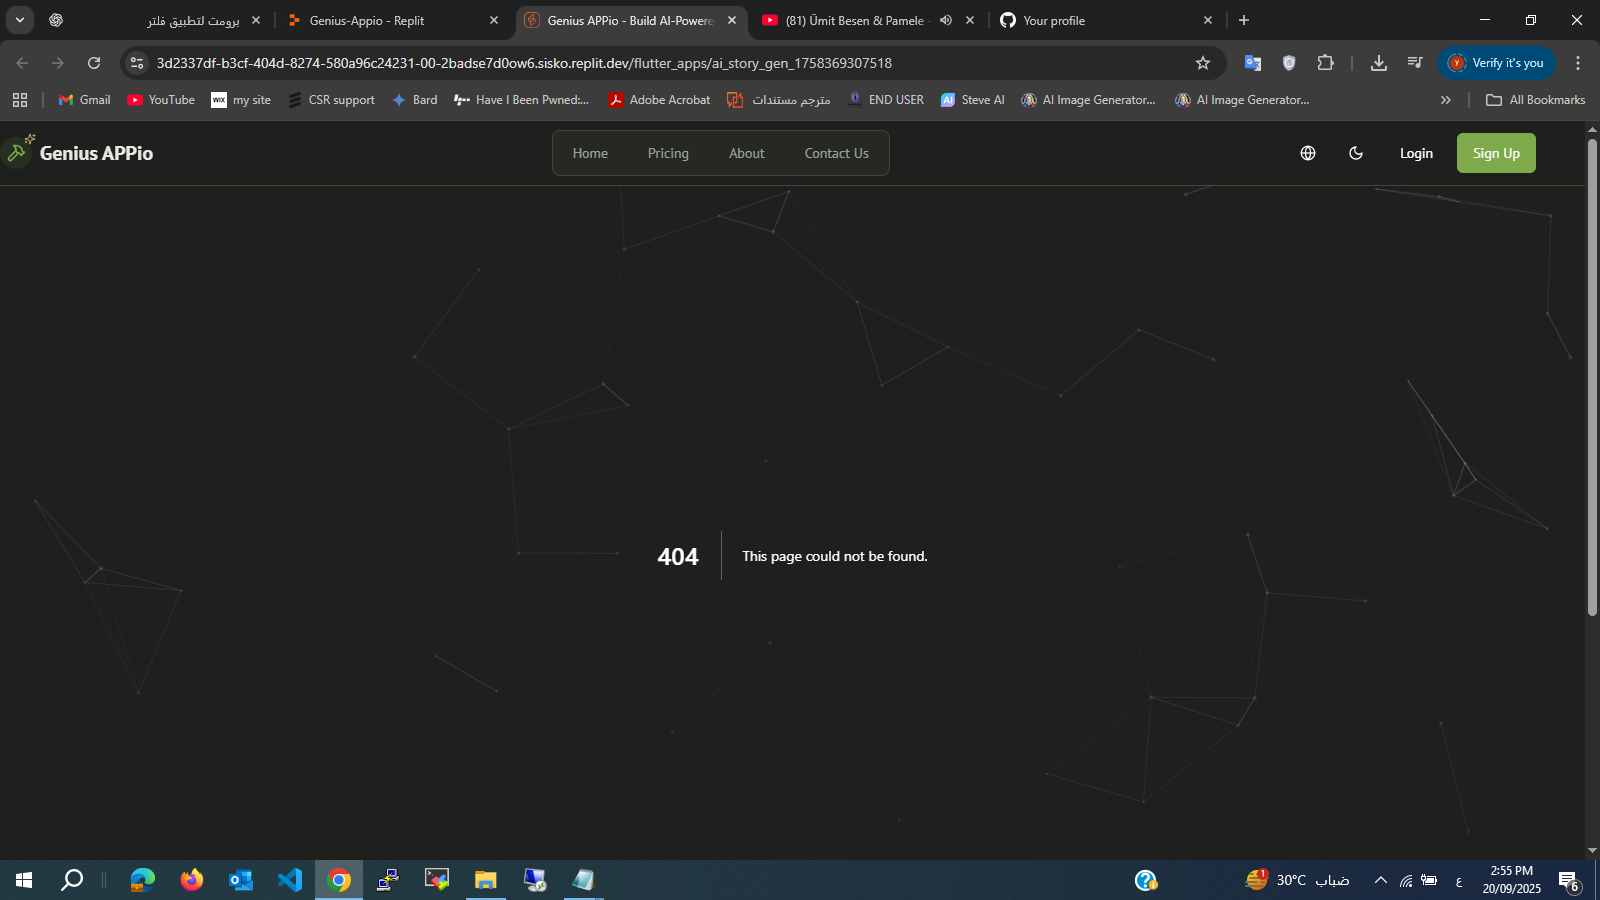 برومت لتطبيق فلتر
Genius-Appio - Replit
Genius APPio - Build AI-Powere
(81) Ümit Besen & Pamele -
Your profile
3d2337df-b3cf-404d-8274-580a96c24231-00-2badse7d0ow6.sisko.replit.dev/flutter_apps/ai_story_gen_1758369307518
Verify it's you
Gmail
YouTube
WIX my site
CSR support
Bard
Have I Been Pwned:...
Adobe Acrobat
مترجم مستندات
END USER
AI Steve AI
AI Image Generator...
AI Image Generator...
All Bookmarks
Genius APPio
Home
Pricing
About
Contact Us
Login
Sign Up
404
This page could not be found.
1
30°C ضباب
ع
2:55 PM
20/09/2025
6